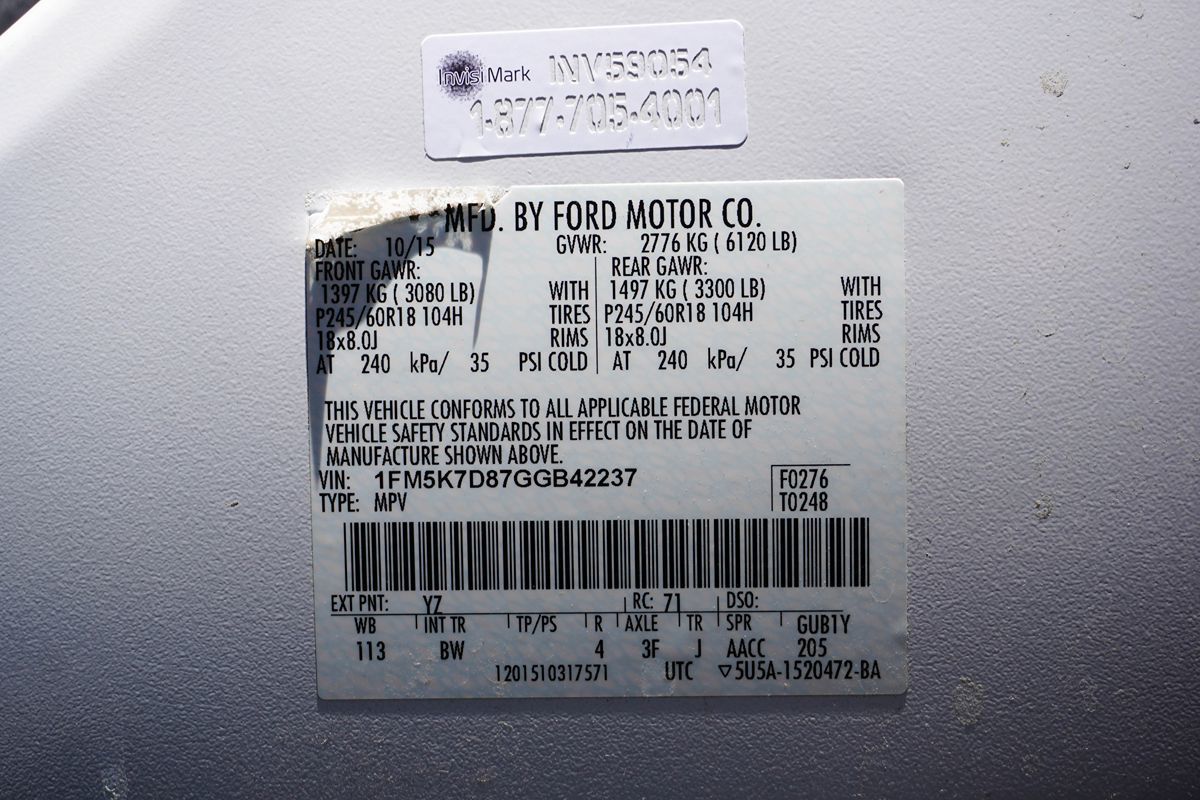 InvisiMark INV59054
1-877-705-4001
MFD. BY FORD MOTOR CO.
DATE: 10/15 GVWR: 2776 KG ( 6120 LB)
FRONT GAWR: REAR GAWR:
1397 KG ( 3080 LB) WITH 1497 KG ( 3300 LB) WITH
P245/60R18 104H TIRES P245/60R18 104H TIRES
18x8.0J RIMS 18x8.0J RIMS
AT 240 kPa/ 35 PSI COLD AT 240 kPa/ 35 PSI COLD
THIS VEHICLE CONFORMS TO ALL APPLICABLE FEDERAL MOTOR
VEHICLE SAFETY STANDARDS IN EFFECT ON THE DATE OF
MANUFACTURE SHOWN ABOVE.
VIN: 1FM5K7D87GGB42237 F0276
TYPE: MPV T0248
EXT PNT: YZ RC: 71 DSO:
WB INT TR TP/PS R AXLE TR SPR GUB1Y
113 BW 4 3F J AACC 205
1201510317571 UTC ▽5U5A-1520472-BA